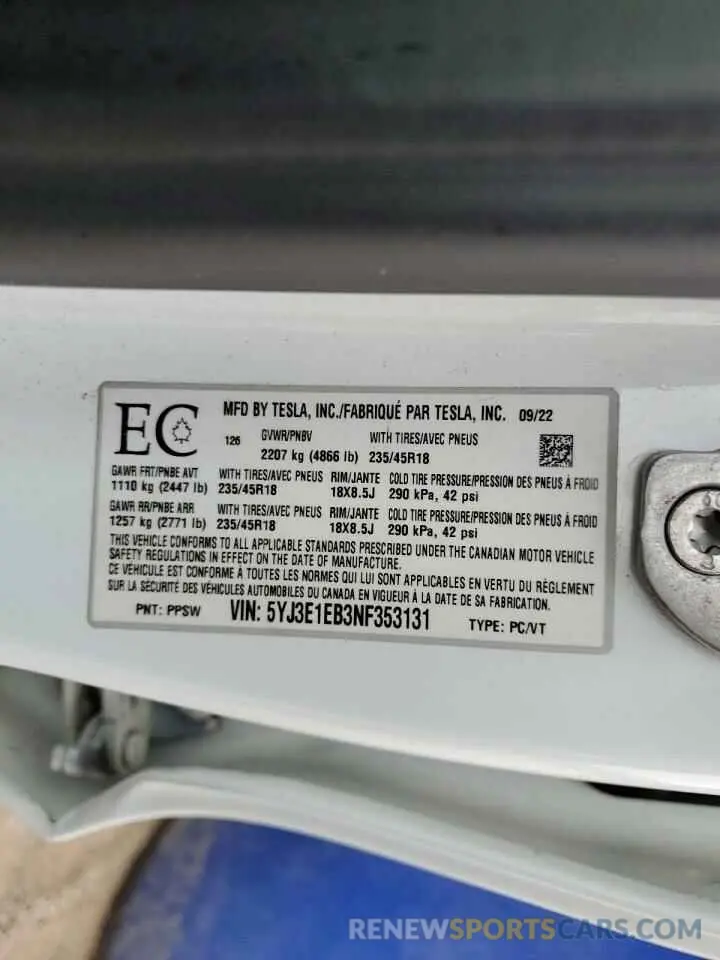 EC
MFD BY TESLA, INC./FABRIQUÉ PAR TESLA, INC. 09/22
126 GVWR/PNBV WITH TIRES/AVEC PNEUS
2207 kg (4866 lb) 235/45R18
GAWR FRT/PNBE AVT WITH TIRES/AVEC PNEUS RIM/JANTE COLD TIRE PRESSURE/PRESSION DES PNEUS À FROID
1110 kg (2447 lb) 235/45R18 18X8.5J 290 kPa, 42 psi
GAWR RR/PNBE ARR WITH TIRES/AVEC PNEUS RIM/JANTE COLD TIRE PRESSURE/PRESSION DES PNEUS À FROID
1257 kg (2771 lb) 235/45R18 18X8.5J 290 kPa, 42 psi
THIS VEHICLE CONFORMS TO ALL APPLICABLE STANDARDS PRESCRIBED UNDER THE CANADIAN MOTOR VEHICLE
SAFETY REGULATIONS IN EFFECT ON THE DATE OF MANUFACTURE.
CE VÉHICULE EST CONFORME À TOUTES LES NORMES QUI LUI SONT APPLICABLES EN VERTU DU RÈGLEMENT
SUR LA SÉCURITÉ DES VÉHICULES AUTOMOBILES DU CANADA EN VIGUEUR À LA DATE DE SA FABRICATION.
PNT: PPSW VIN: 5YJ3E1EB3NF353131 TYPE: PC/VT
RENEWSPORTSCARS.COM